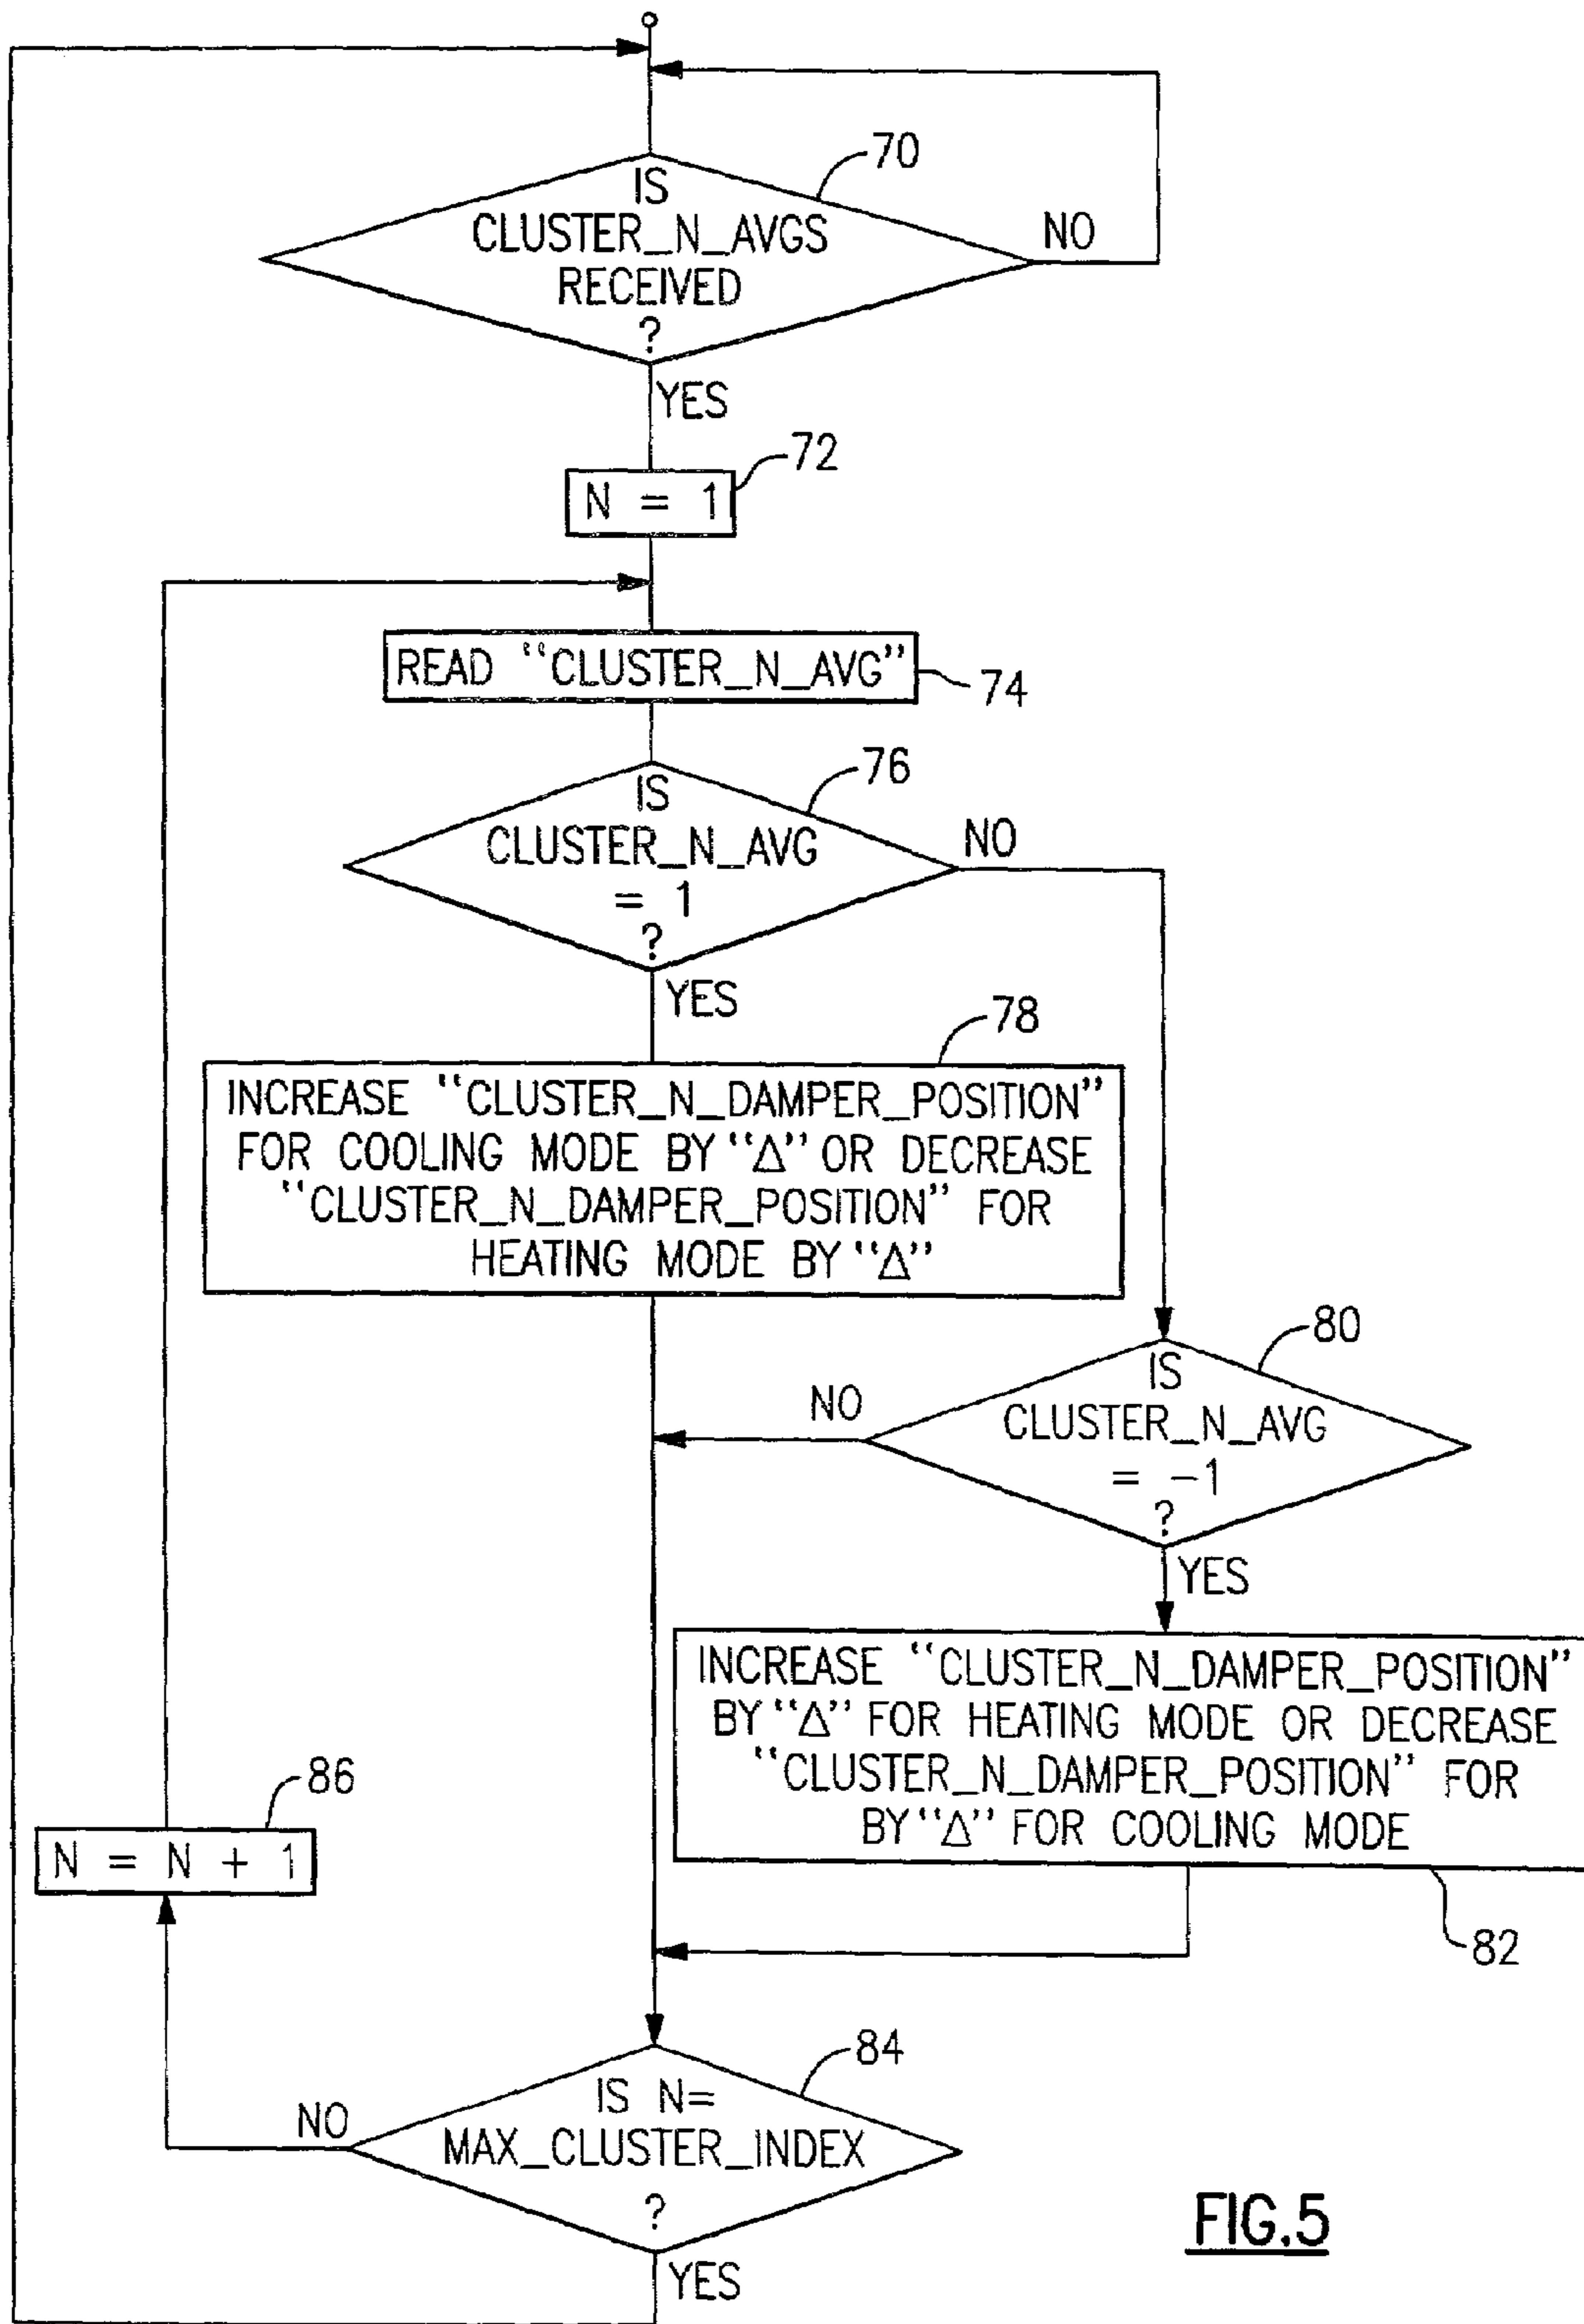 70
IS
CLUSTER_N_AVGS
RECEIVED
?
NO
YES
72
N = 1
READ “CLUSTER_N_AVG”
74
76
IS
CLUSTER_N_AVG
= 1
?
NO
YES
78
INCREASE “CLUSTER_N_DAMPER_POSITION”
FOR COOLING MODE BY “Δ” OR DECREASE
“CLUSTER_N_DAMPER_POSITION” FOR
HEATING MODE BY “Δ”
80
IS
CLUSTER_N_AVG
= -1
?
NO
YES
INCREASE “CLUSTER_N_DAMPER_POSITION”
BY “Δ” FOR HEATING MODE OR DECREASE
“CLUSTER_N_DAMPER_POSITION” FOR
BY “Δ” FOR COOLING MODE
82
86
N = N + 1
84
IS N=
MAX_CLUSTER_INDEX
?
NO
YES
FIG.5